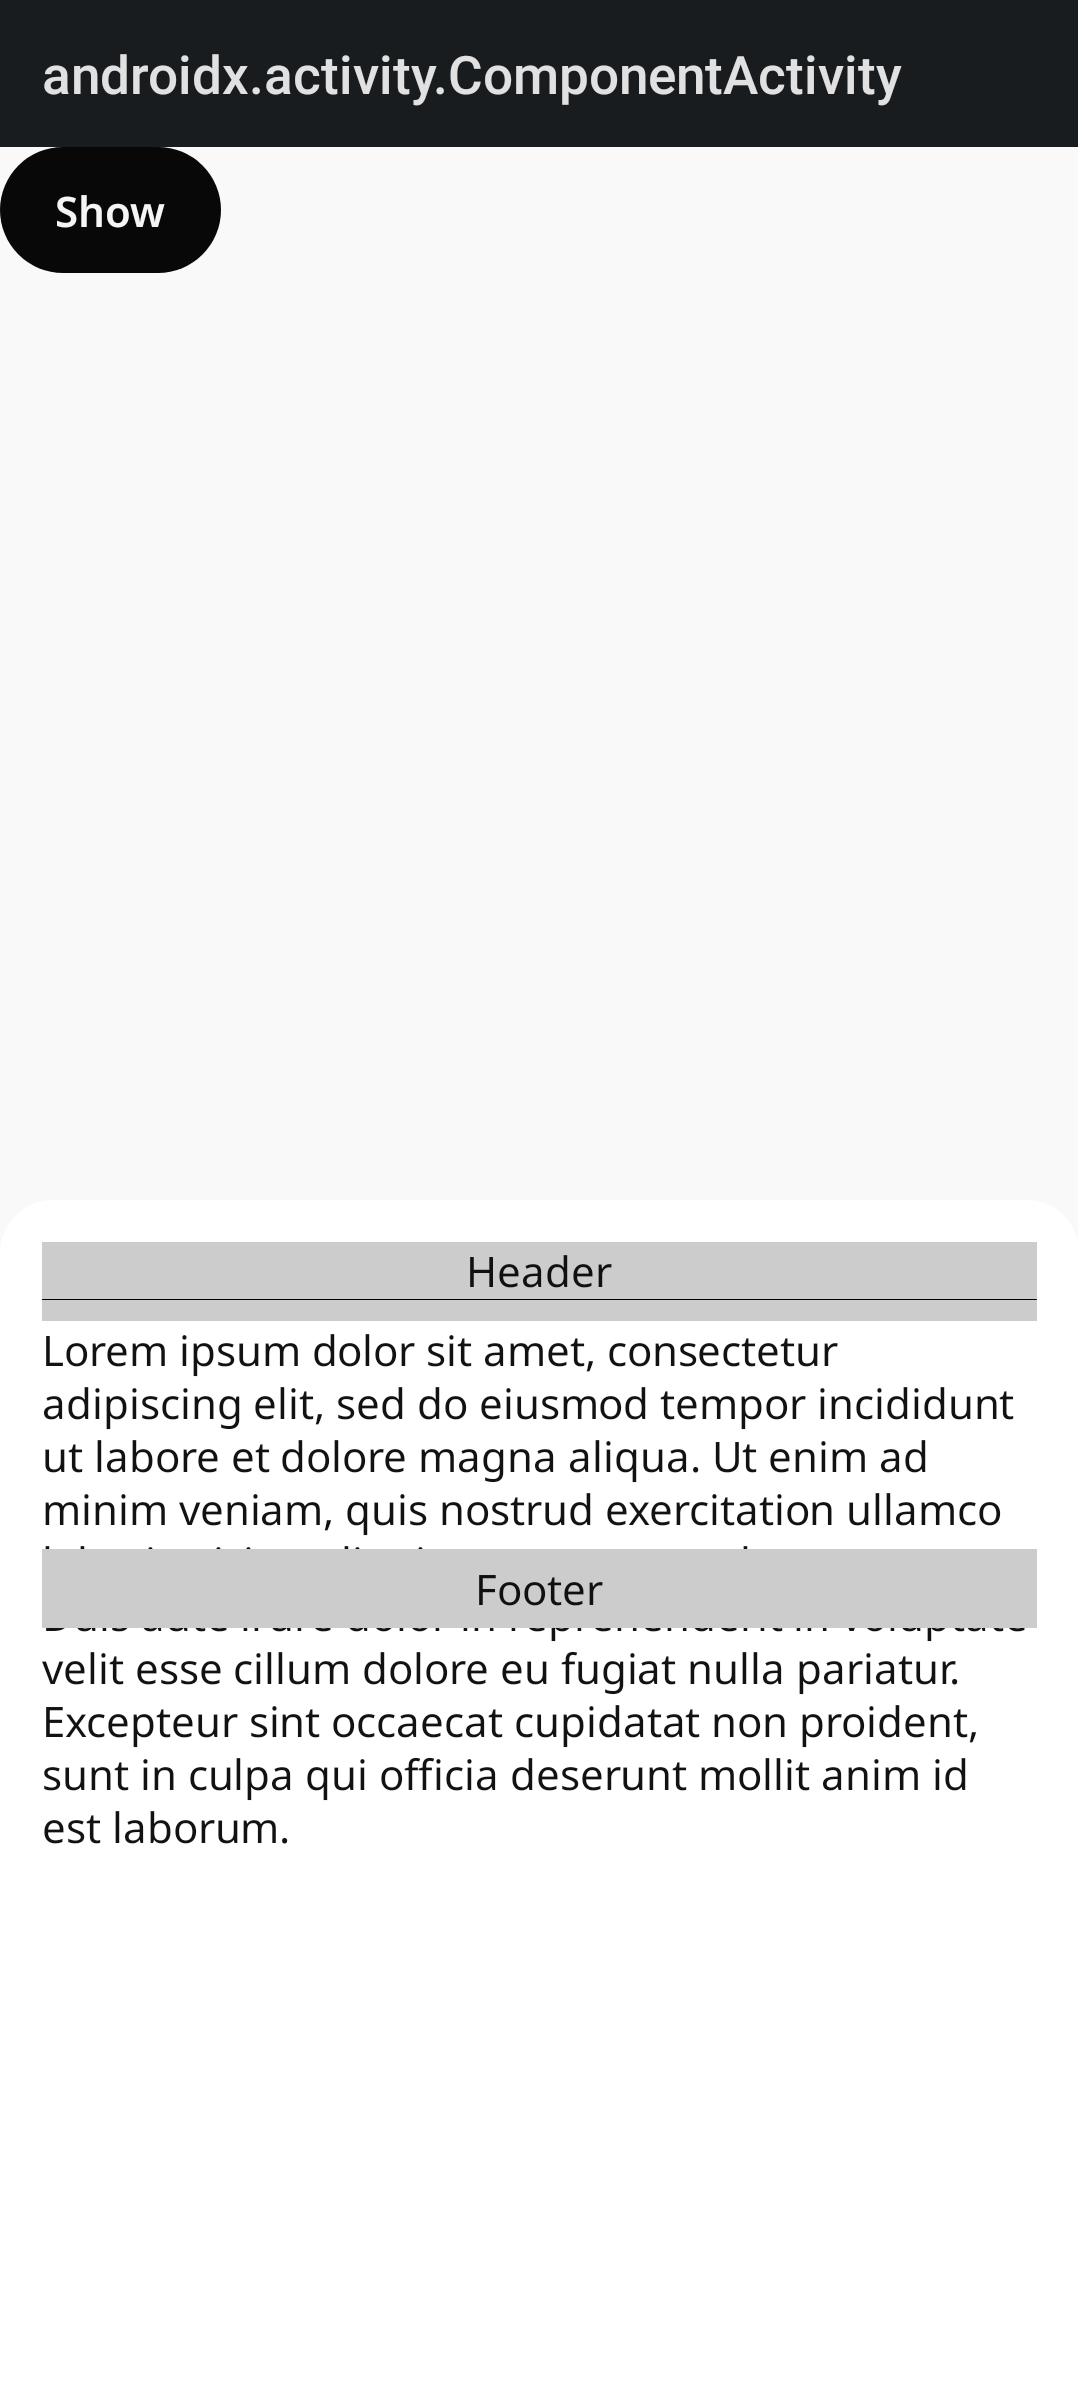 androidx.activity.ComponentActivity
Show
Header
Lorem ipsum dolor sit amet, consectetur
adipiscing elit, sed do eiusmod tempor incididunt
ut labore et dolore magna aliqua. Ut enim ad
minim veniam, quis nostrud exercitation ullamco
Footer
velit esse cillum dolore eu fugiat nulla pariatur.
Excepteur sint occaecat cupidatat non proident,
sunt in culpa qui officia deserunt mollit anim id
est laborum.